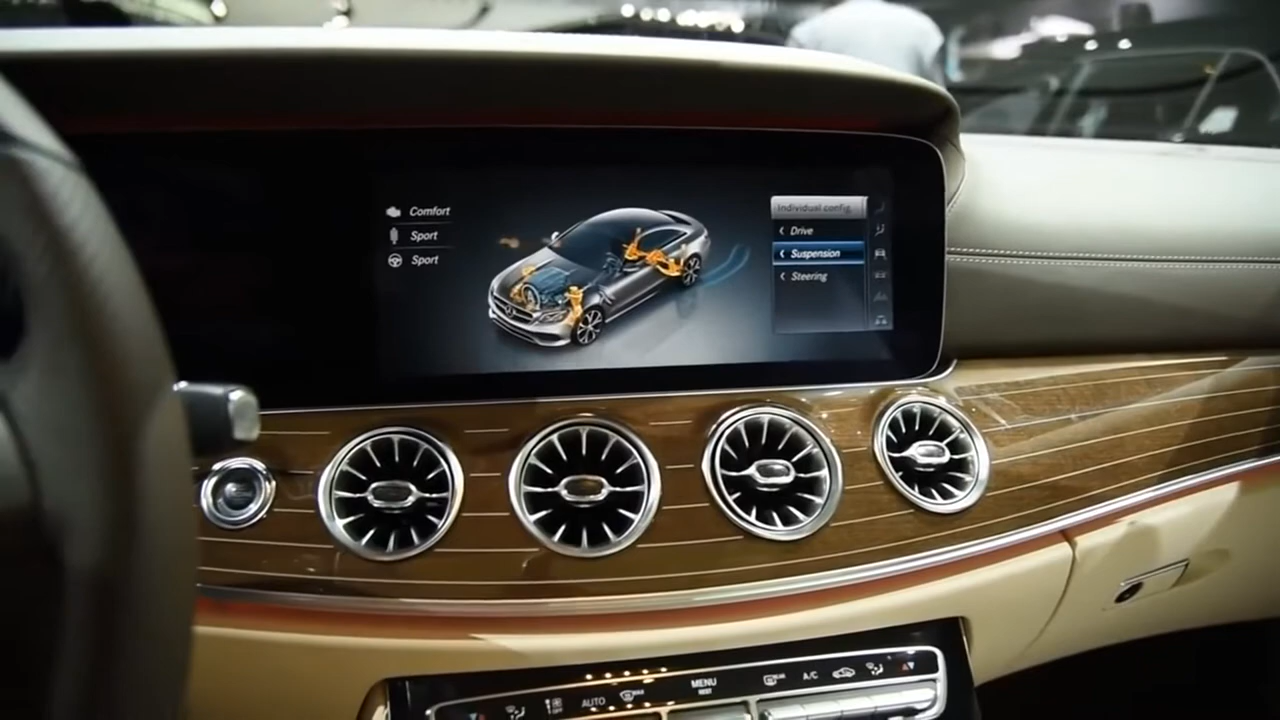 Comfort
Sport
Sport
Individual config.
Drive
Suspension
Steering
AUTO
MENU
A/C